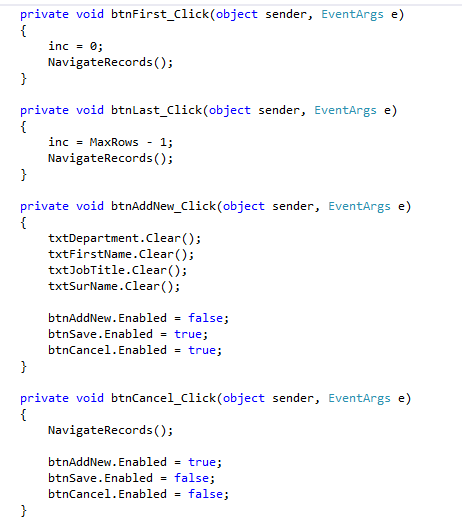 private void btnFirst_Click(object sender, EventArgs e)
{
    inc = 0;
    NavigateRecords();
}

private void btnLast_Click(object sender, EventArgs e)
{
    inc = MaxRows - 1;
    NavigateRecords();
}

private void btnAddNew_Click(object sender, EventArgs e)
{
    txtDepartment.Clear();
    txtFirstName.Clear();
    txtJobTitle.Clear();
    txtSurName.Clear();

    btnAddNew.Enabled = false;
    btnSave.Enabled = true;
    btnCancel.Enabled = true;
}

private void btnCancel_Click(object sender, EventArgs e)
{
    NavigateRecords();

    btnAddNew.Enabled = true;
    btnSave.Enabled = false;
    btnCancel.Enabled = false;
}